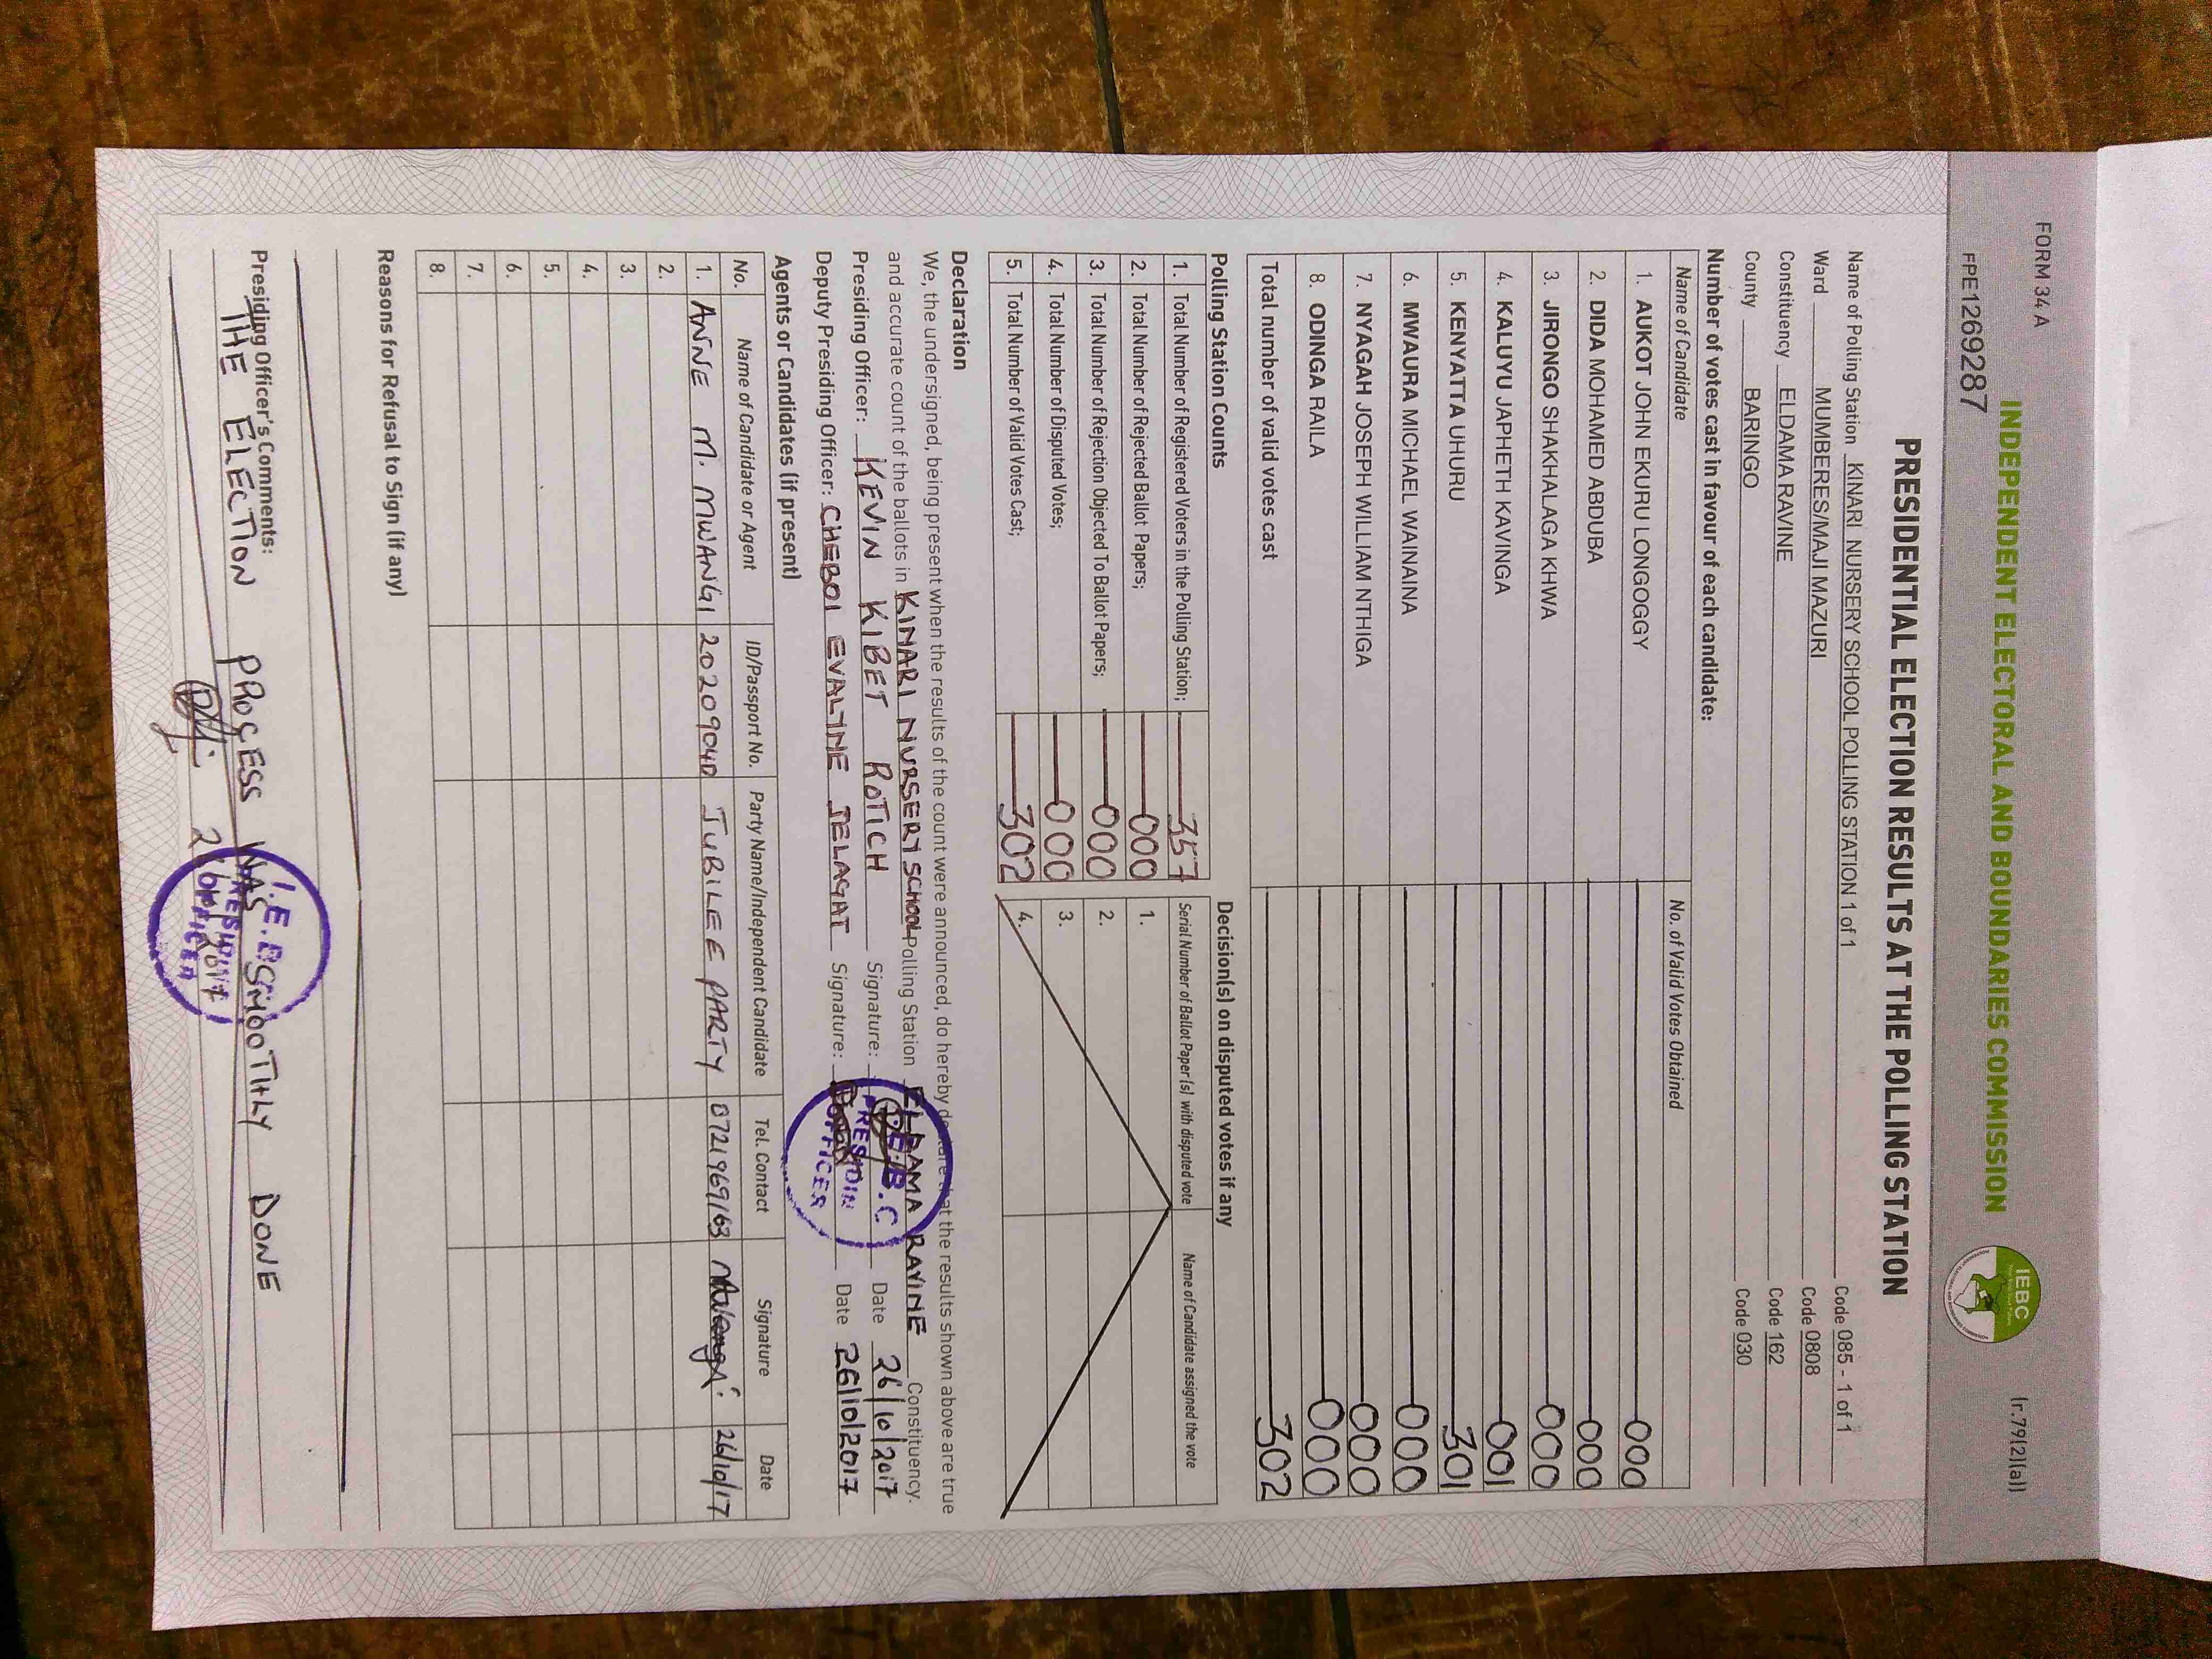 FORM 34 A
(r.79(2)(a))
INDEPENDENT ELECTORAL AND BOUNDARIES COMMISSION
IEBC
FPE1269287
PRESIDENTIAL ELECTION RESULTS AT THE POLLING STATION
Name of Polling Station KINARI NURSERY SCHOOL POLLING STATION 1 of 1 Code 085 - 1 of 1
Ward MUMBERES/MAJI MAZURI Code 0808
Constituency ELDAMA RAVINE Code 162
County BARINGO Code 030
Number of votes cast in favour of each candidate:
Name of Candidate No. of Valid Votes Obtained
1. AUKOT JOHN EKURU LONGOGGY 000
2. DIDA MOHAMED ABDUBA 000
3. JIRONGO SHAKHALAGA KHWA 000
4. KALUYU JAPHETH KAVINGA 001
5. KENYATTA UHURU 301
6. MWAURA MICHAEL WAINAINA 000
7. NYAGAH JOSEPH WILLIAM NTHIGA 000
8. ODINGA RAILA 000
Total number of valid votes cast 302
Polling Station Counts
1. Total Number of Registered Voters in the Polling Station; 357
2. Total Number of Rejected Ballot Papers; 000
3. Total Number of Rejection Objected To Ballot Papers; 000
4. Total Number of Disputed Votes; 000
5. Total Number of Valid Votes Cast; 302
Decision(s) on disputed votes if any
Serial Number of Ballot Paper (s) with disputed vote Name of Candidate assigned the vote
1.
2.
3.
4.
Declaration
We, the undersigned, being present when the results of the count were announced, do hereby declare that the results shown above are true
and accurate count of the ballots in KINARI NURSERY SCHOOL Polling Station ELDAMA RAVINE Constituency.
Presiding Officer: KEVIN KIBET ROTICH Signature: Date 26/10/2017
Deputy Presiding Officer: CHEBOI EVALINE JELAGAT Signature: Date 26/10/2017
I.E.B.C
PRESIDIN
OFFICER
Agents or Candidates (if present)
No. Name of Candidate or Agent ID/Passport No. Party Name/Independent Candidate Tel. Contact Signature Date
1. ANNE M. MWANGI 20209040 JUBILEE PARTY 0721969163 26/10/17
2.
3.
4.
5.
6.
7.
8.
Reasons for Refusal to Sign (if any)
Presiding Officer's Comments:
THE ELECTION PROCESS WAS SMOOTHLY DONE
I.E.B.C
PRESIDIN
OFFICER